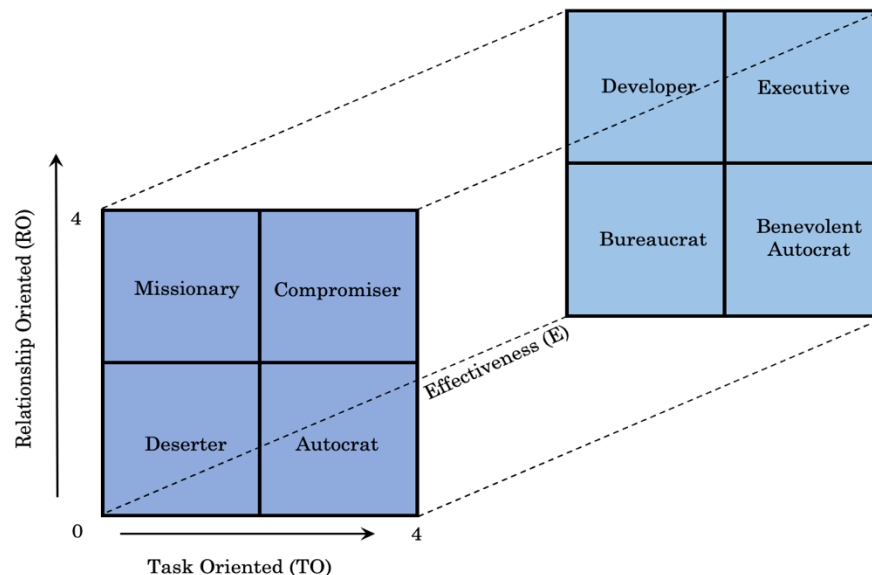 Developer
Executive
Bureaucrat
Benevolent
Autocrat
Relationship Oriented (RO)
4
Missionary
Compromiser
Effectiveness (E)
Deserter
Autocrat
0
4
Task Oriented (TO)